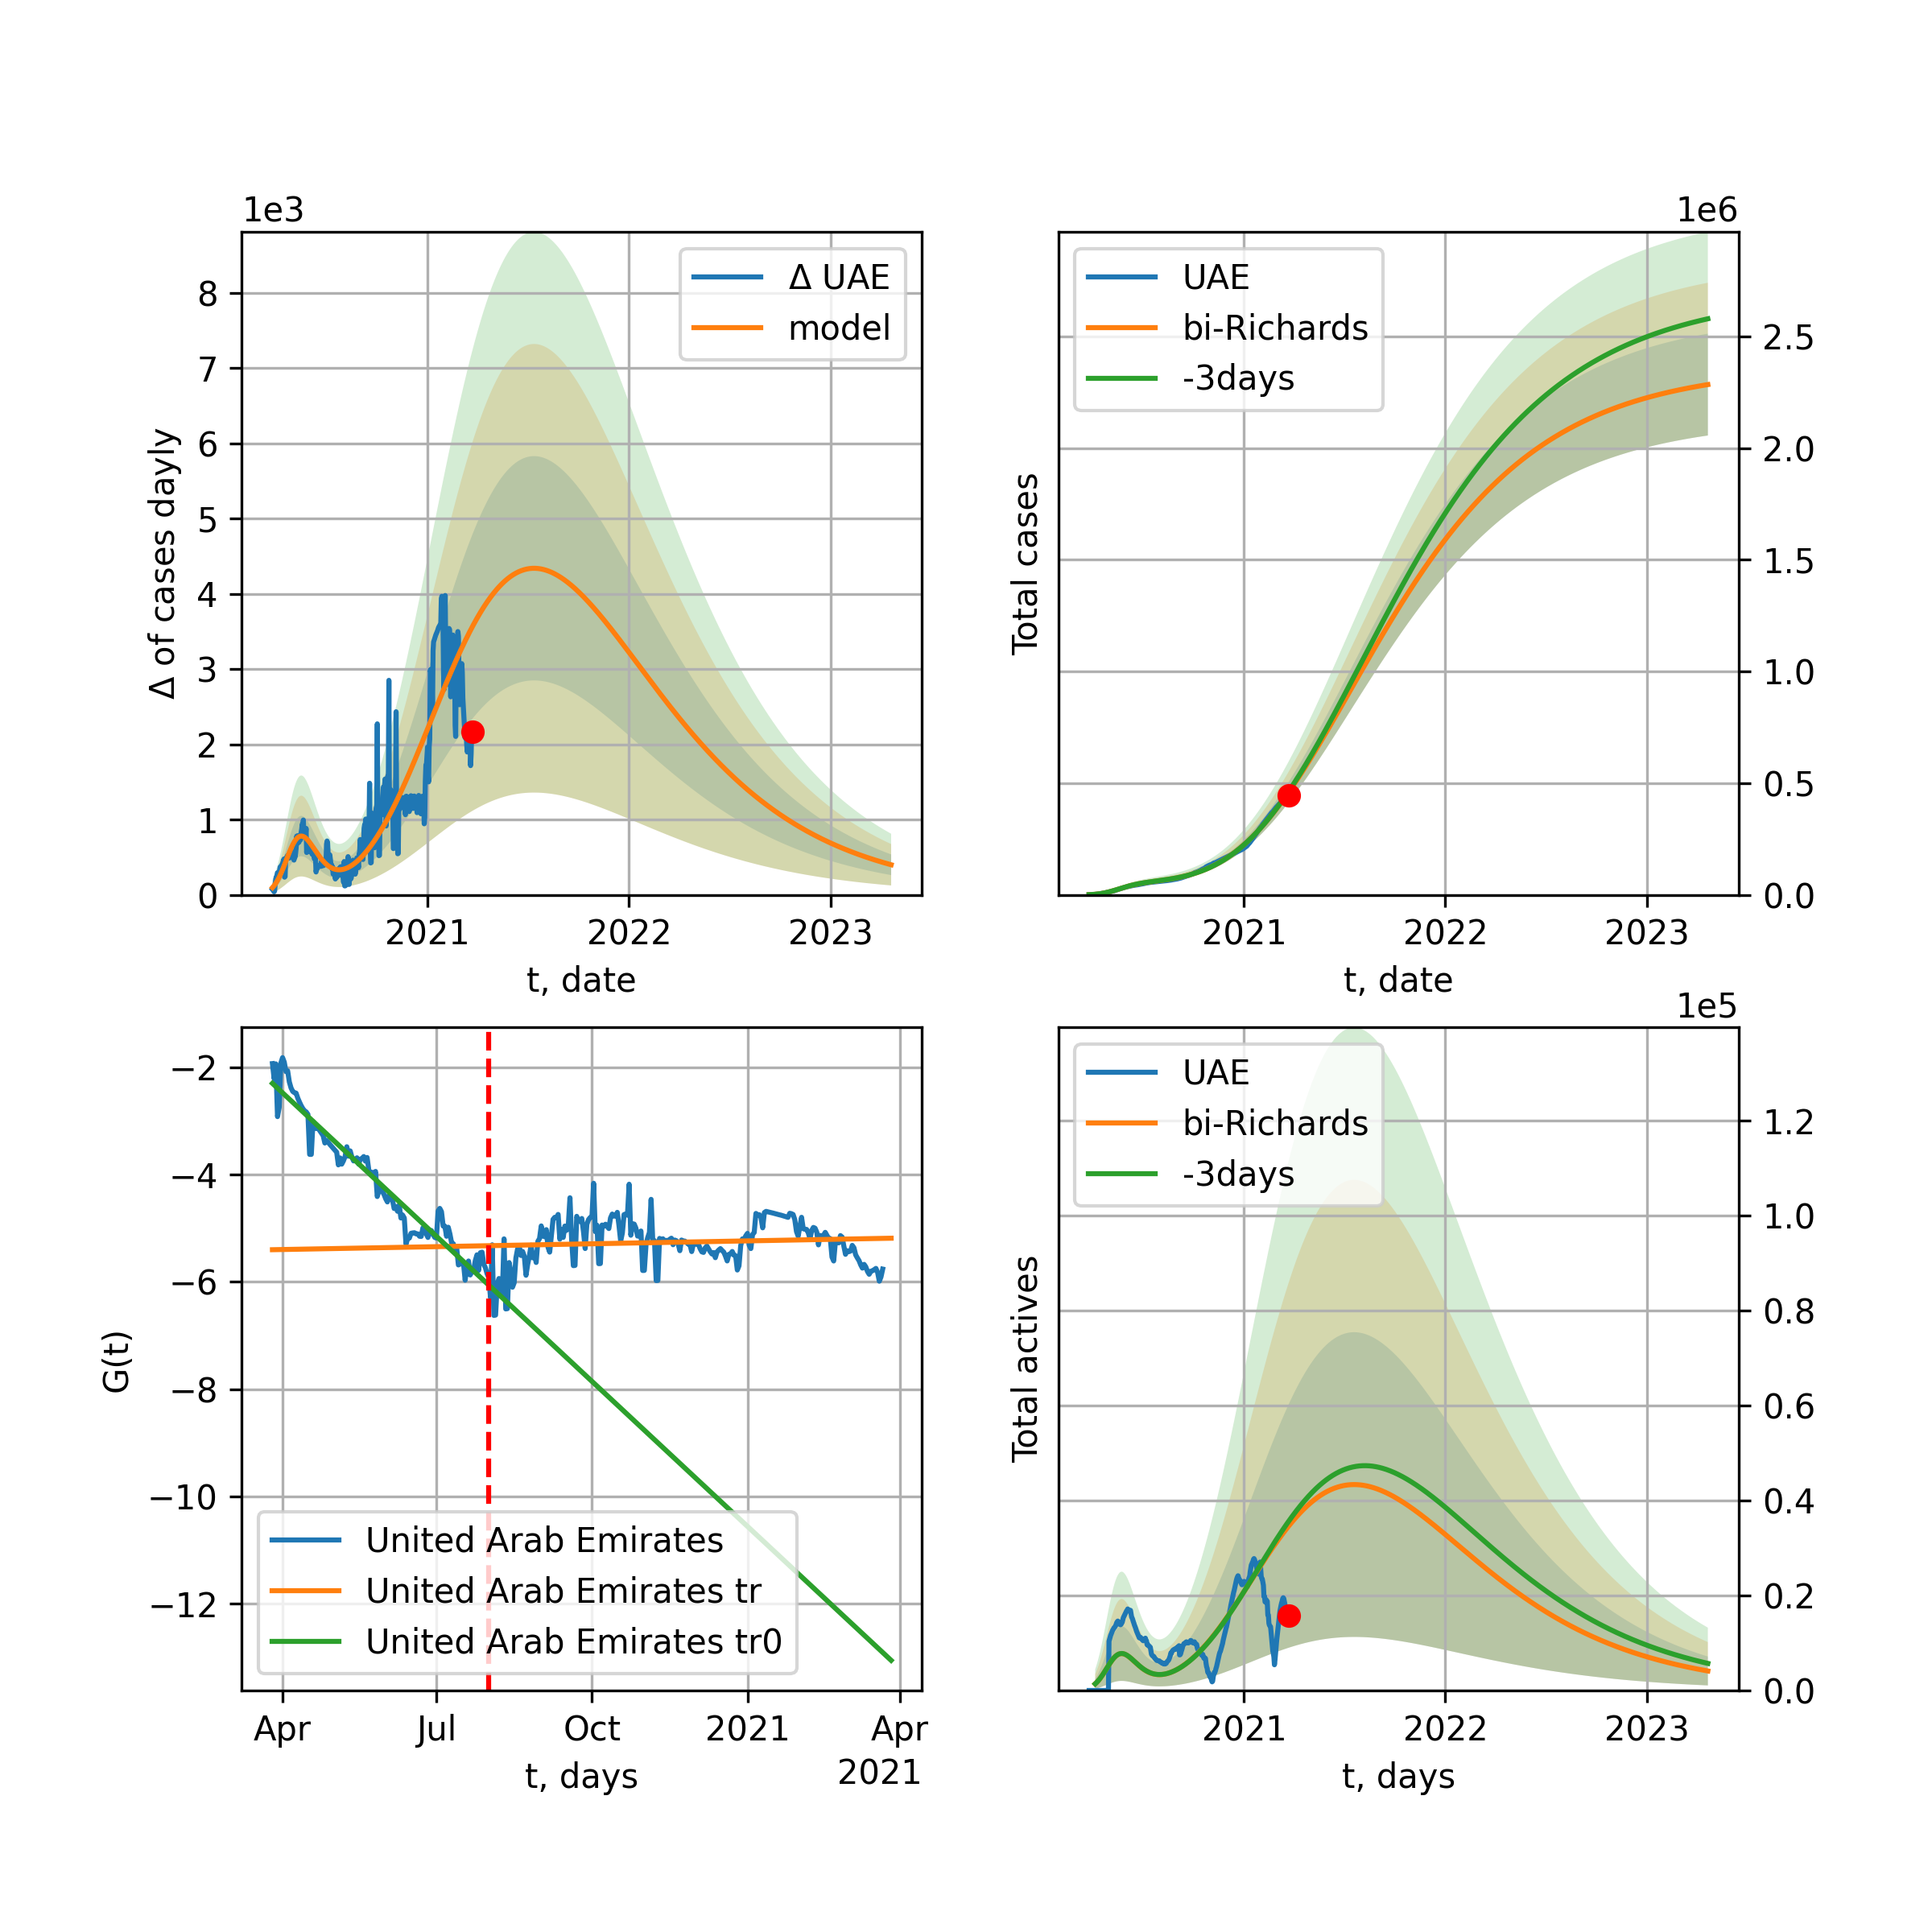 1e3
Δ of cases dayly
8
7
6
5
4
3
2
1
0
Δ UAE
model
2021 2022 2023
t, date
1e6
Total cases
UAE
bi-Richards
-3days
2.5
2.0
1.5
1.0
0.5
0.0
2021 2022 2023
t, date
G(t)
−2
−4
−6
−8
−10
−12
United Arab Emirates
United Arab Emirates tr
United Arab Emirates tr0
Apr Jul Oct 2021 Apr
2021
t, days
1e5
Total actives
UAE
bi-Richards
-3days
1.2
1.0
0.8
0.6
0.4
0.2
0.0
2021 2022 2023
t, days